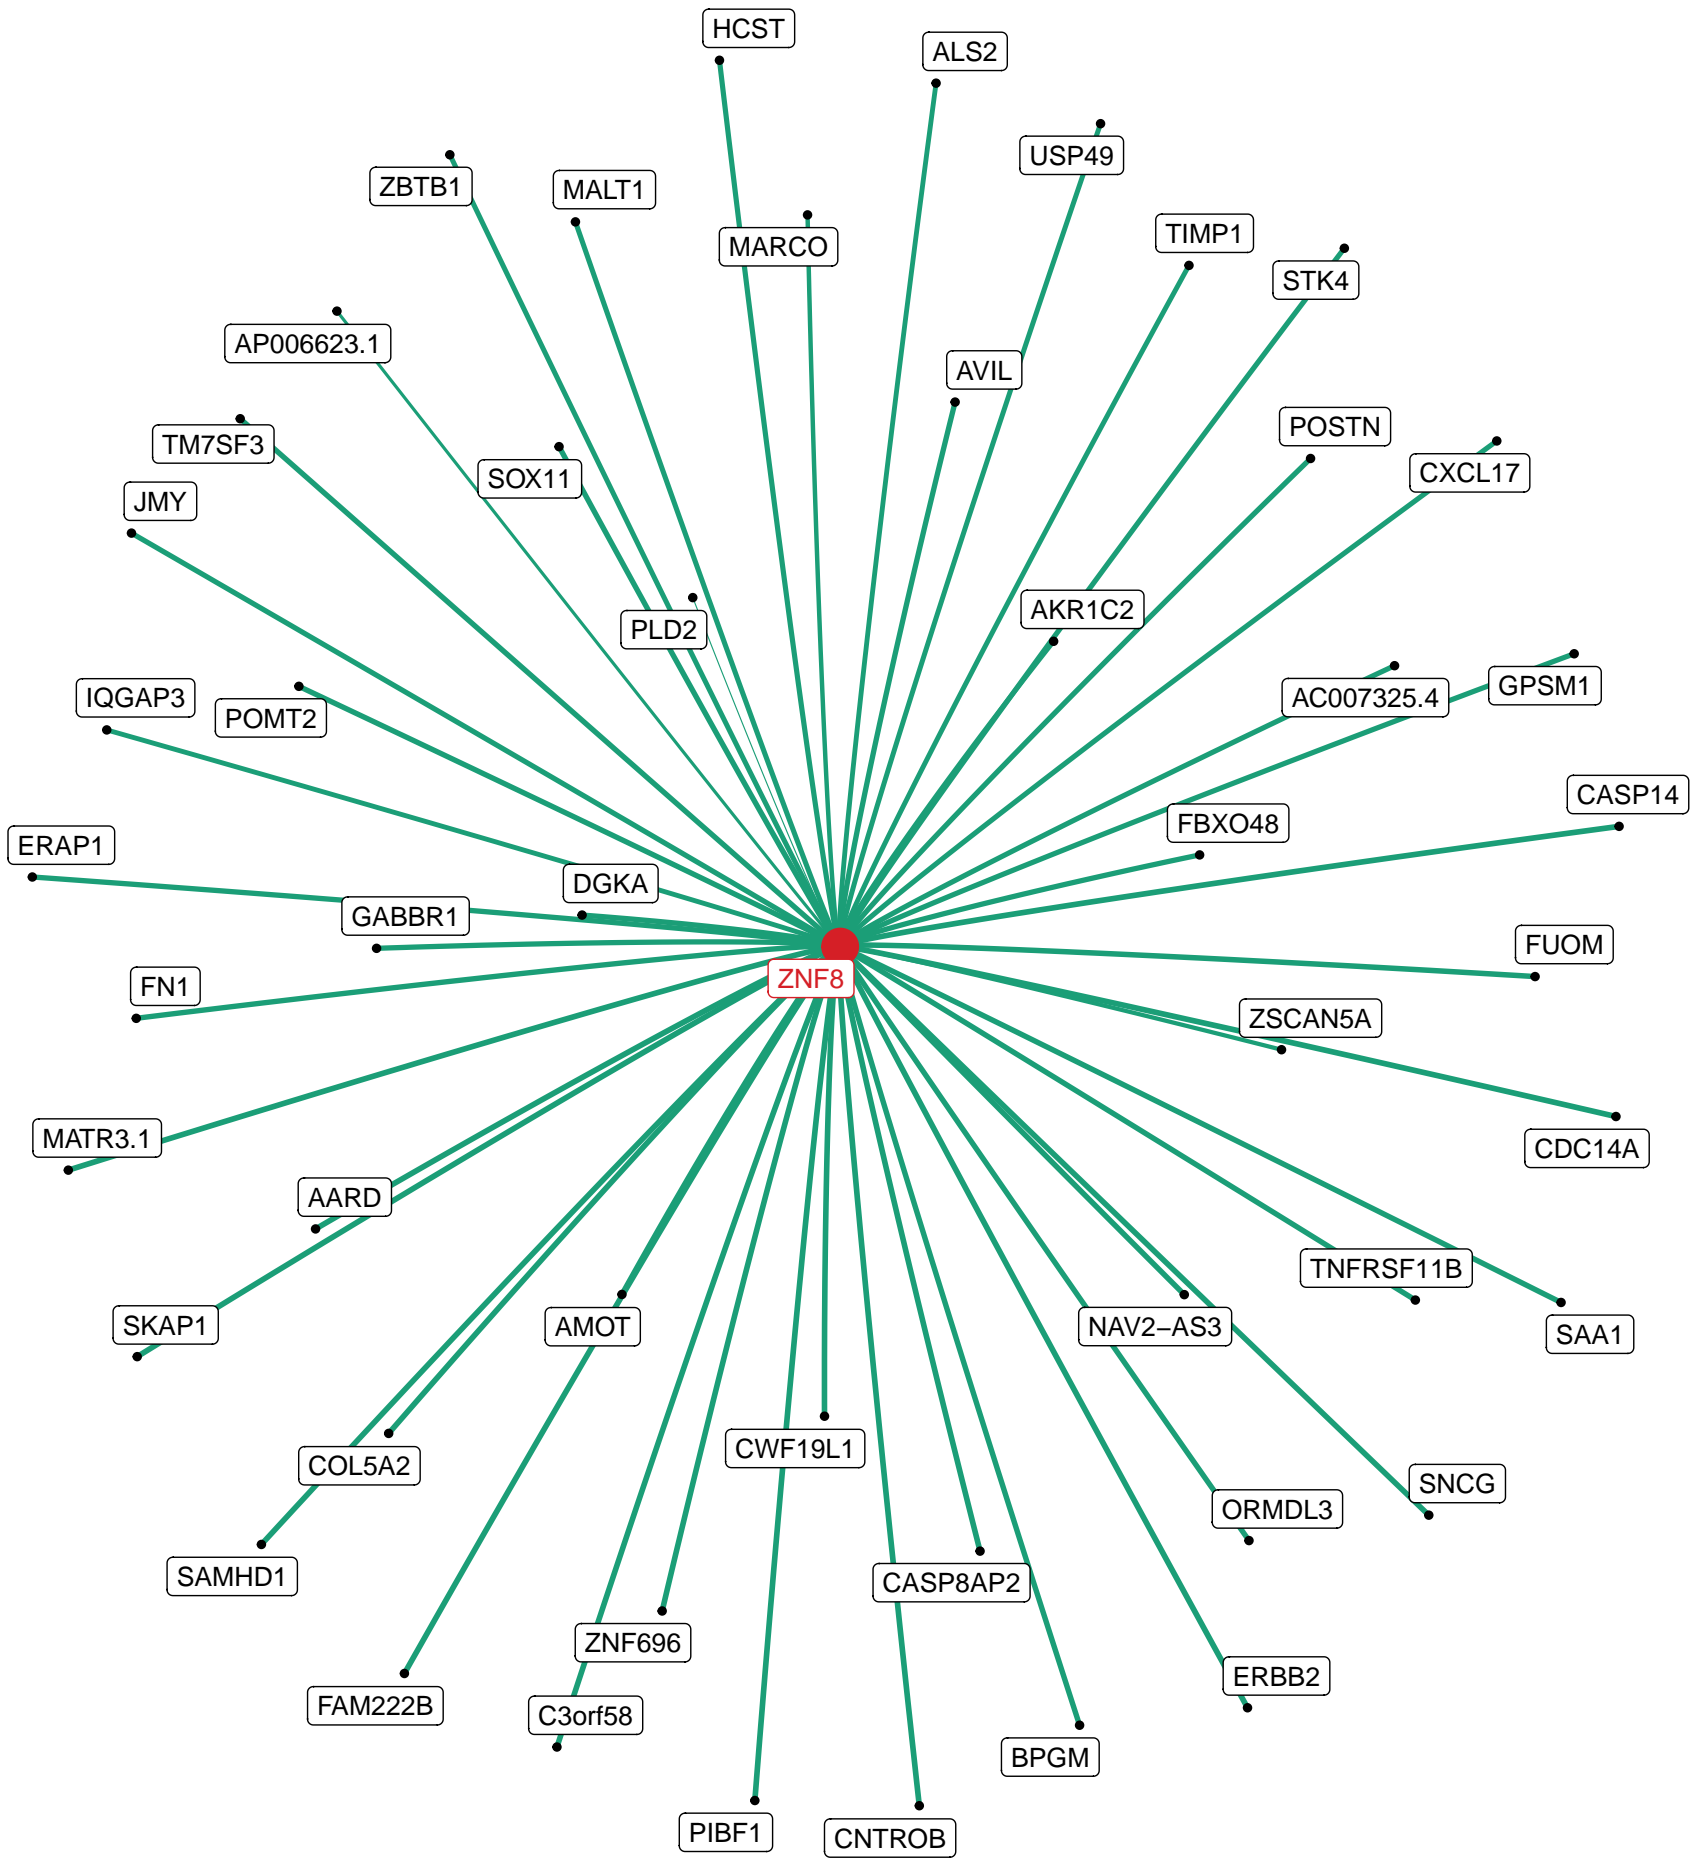 HCST
ALS2
USP49
ZBTB1
MALT1
MARCO
TIMP1
STK4
AP006623.1
AVIL
POSTN
TM7SF3
CXCL17
SOX11
JMY
AKR1C2
PLD2
GPSM1
IQGAP3
AC007325.4
POMT2
CASP14
FBXO48
ERAP1
DGKA
GABBR1
FUOM
ZNF8
FN1
ZSCAN5A
MATR3.1
CDC14A
AARD
TNFRSF11B
SKAP1
AMOT
NAV2−AS3
SAA1
CWF19L1
COL5A2
SNCG
ORMDL3
SAMHD1
CASP8AP2
ZNF696
ERBB2
FAM222B
C3orf58
BPGM
PIBF1
CNTROB